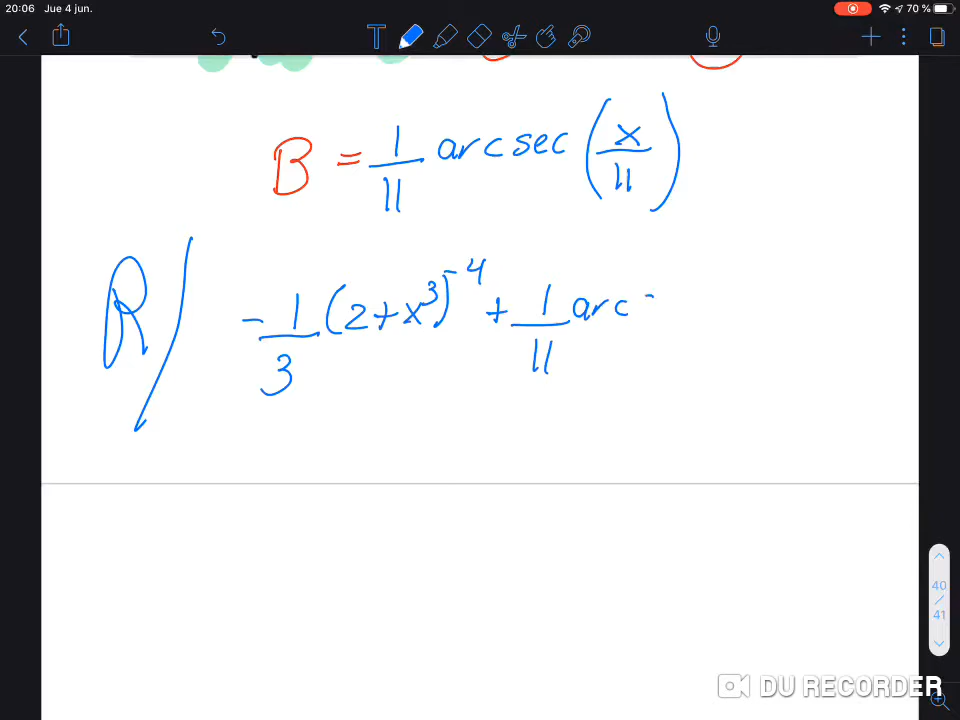 20:06 Jue 4 jun. 70 %
B = 1/11 arcsec (x/11)
R/ -1/3 (2+x³)⁻⁴ + 1/11 arc
40
/
41
DU RECORDER